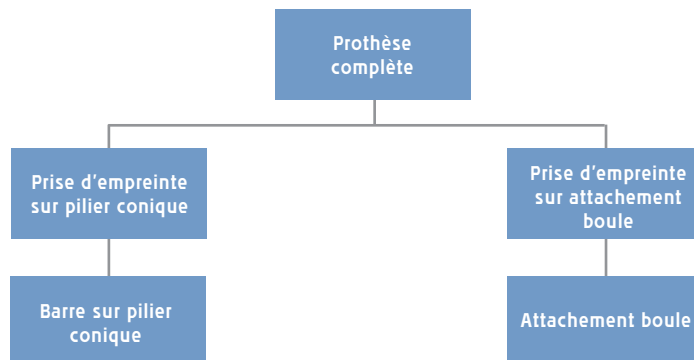 Prothèse
complète
Prise d'empreinte
sur pilier conique
Prise d'empreinte
sur attachement
boule
Barre sur pilier
conique
Attachement boule